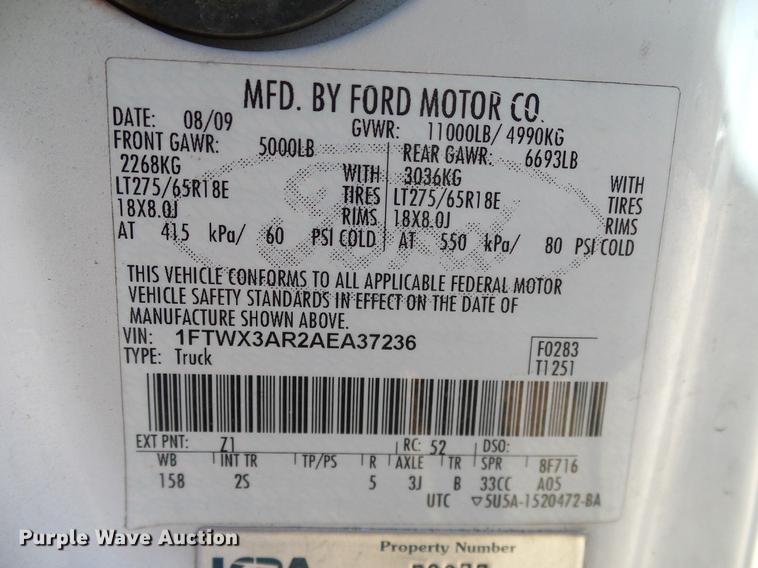 MFD. BY FORD MOTOR CO.
DATE: 08/09 GVWR: 11000LB/ 4990KG
FRONT GAWR: 5000LB REAR GAWR: 6693LB
2268KG WITH 3036KG WITH
LT275/65R18E TIRES LT275/65R18E TIRES
18X8.0J RIMS 18X8.0J RIMS
AT 415 kPa/ 60 PSI COLD AT 550 kPa/ 80 PSI COLD
THIS VEHICLE CONFORMS TO ALL APPLICABLE FEDERAL MOTOR
VEHICLE SAFETY STANDARDS IN EFFECT ON THE DATE OF
MANUFACTURE SHOWN ABOVE.
VIN: 1FTWX3AR2AEA37236 F0283
TYPE: Truck T1251
EXT PNT: Z1 RC: 52 DSO:
WB INT TR TP/PS R AXLE TR SPR 8F716
158 2S 5 3J B 33CC A05
UTC ▽5U5A-1520472-BA
Purple Wave Auction
Property Number